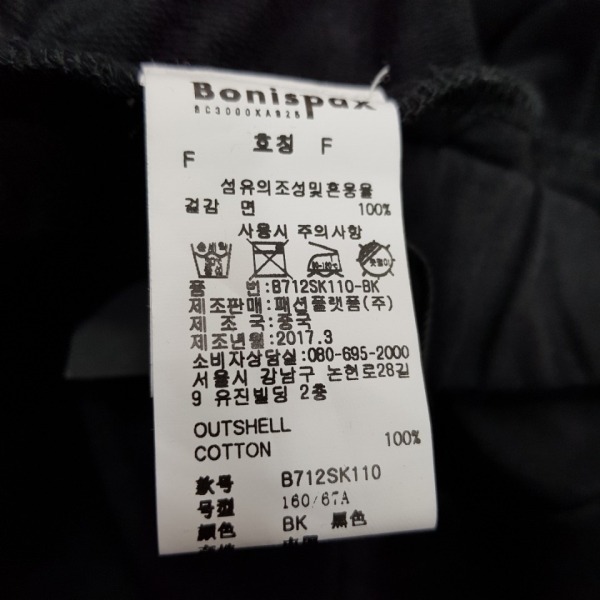 Bonispax
BC3000KA928
호칭 F
F
섬유의조성및혼용율
겉감 면 100%
사용시 주의사항
품 번:B712SK110-BK
제조판매:패션플랫폼(주)
제 조 국:중국
제조년월:2017.3
소비자상담실:080-695-2000
서울시 강남구 논현로28길
9 유진빌딩 2층
OUTSHELL
COTTON 100%
款号 B712SK110
号型 160/67A
顔色 BK 黑色